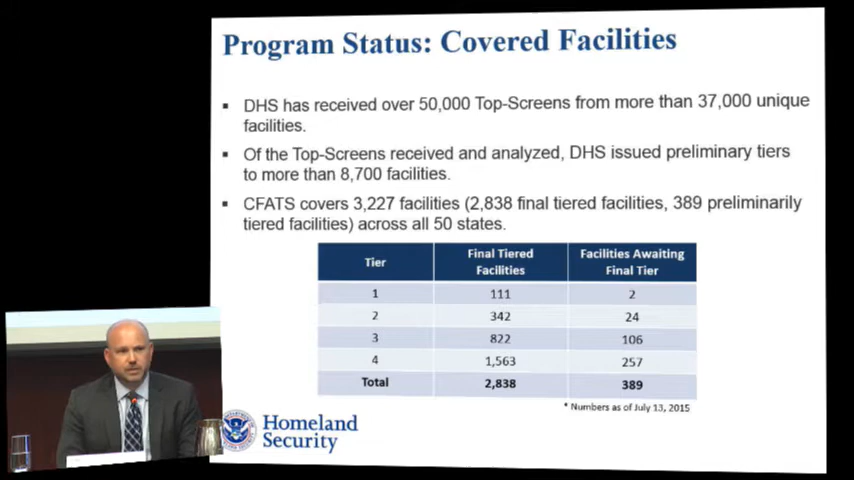 Program Status: Covered Facilities
▪ DHS has received over 50,000 Top-Screens from more than 37,000 unique
facilities.
▪ Of the Top-Screens received and analyzed, DHS issued preliminary tiers
to more than 8,700 facilities.
▪ CFATS covers 3,227 facilities (2,838 final tiered facilities, 389 preliminarily
tiered facilities) across all 50 states.
Tier Final Tiered Facilities Facilities Awaiting Final Tier
1 111 2
2 342 24
3 822 106
4 1,563 257
Total 2,838 389
* Numbers as of July 13, 2015
Homeland
Security